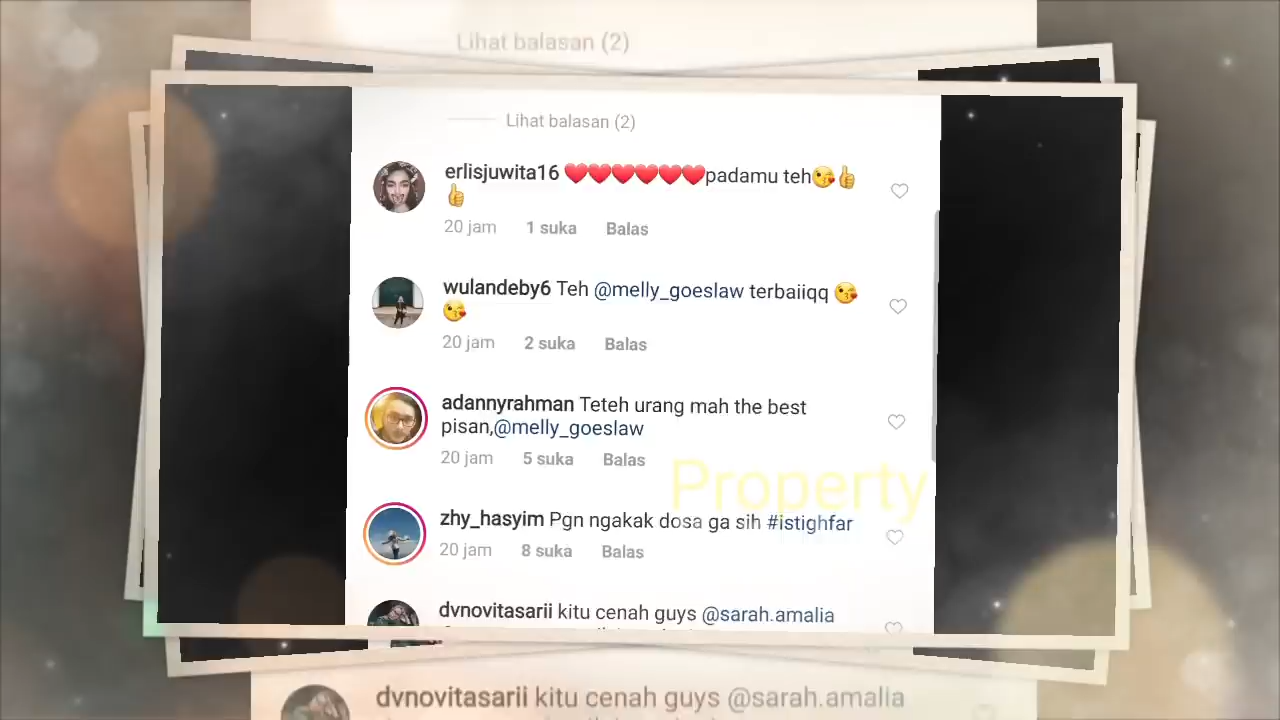 Lihat balasan (2)
Lihat balasan (2)
erlisjuwita16 ❤️❤️❤️❤️❤️❤️padamu teh😘👍
👍
20 jam 1 suka Balas
wulandeby6 Teh @melly_goeslaw terbaiiqq 😘
😘
20 jam 2 suka Balas
adannyrahman Teteh urang mah the best
pisan,@melly_goeslaw
20 jam 5 suka Balas
Property
zhy_hasyim Pgn ngakak dosa ga sih #istighfar
20 jam 8 suka Balas
dvnovitasarii kitu cenah guys @sarah.amalia
dvnovitasarii kitu cenah guys @sarah.amalia